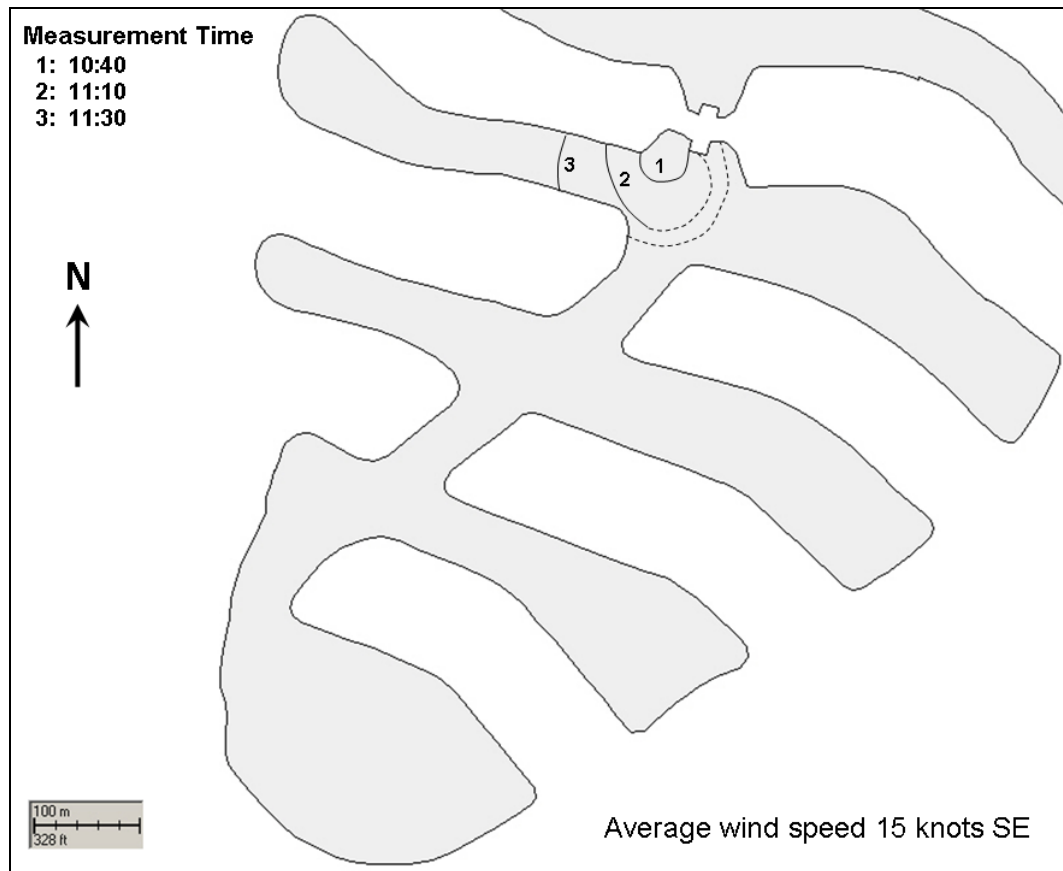 Measurement Time
1: 10:40
2: 11:10
3: 11:30
3
2
1
N
100 m
328 ft
Average wind speed 15 knots SE